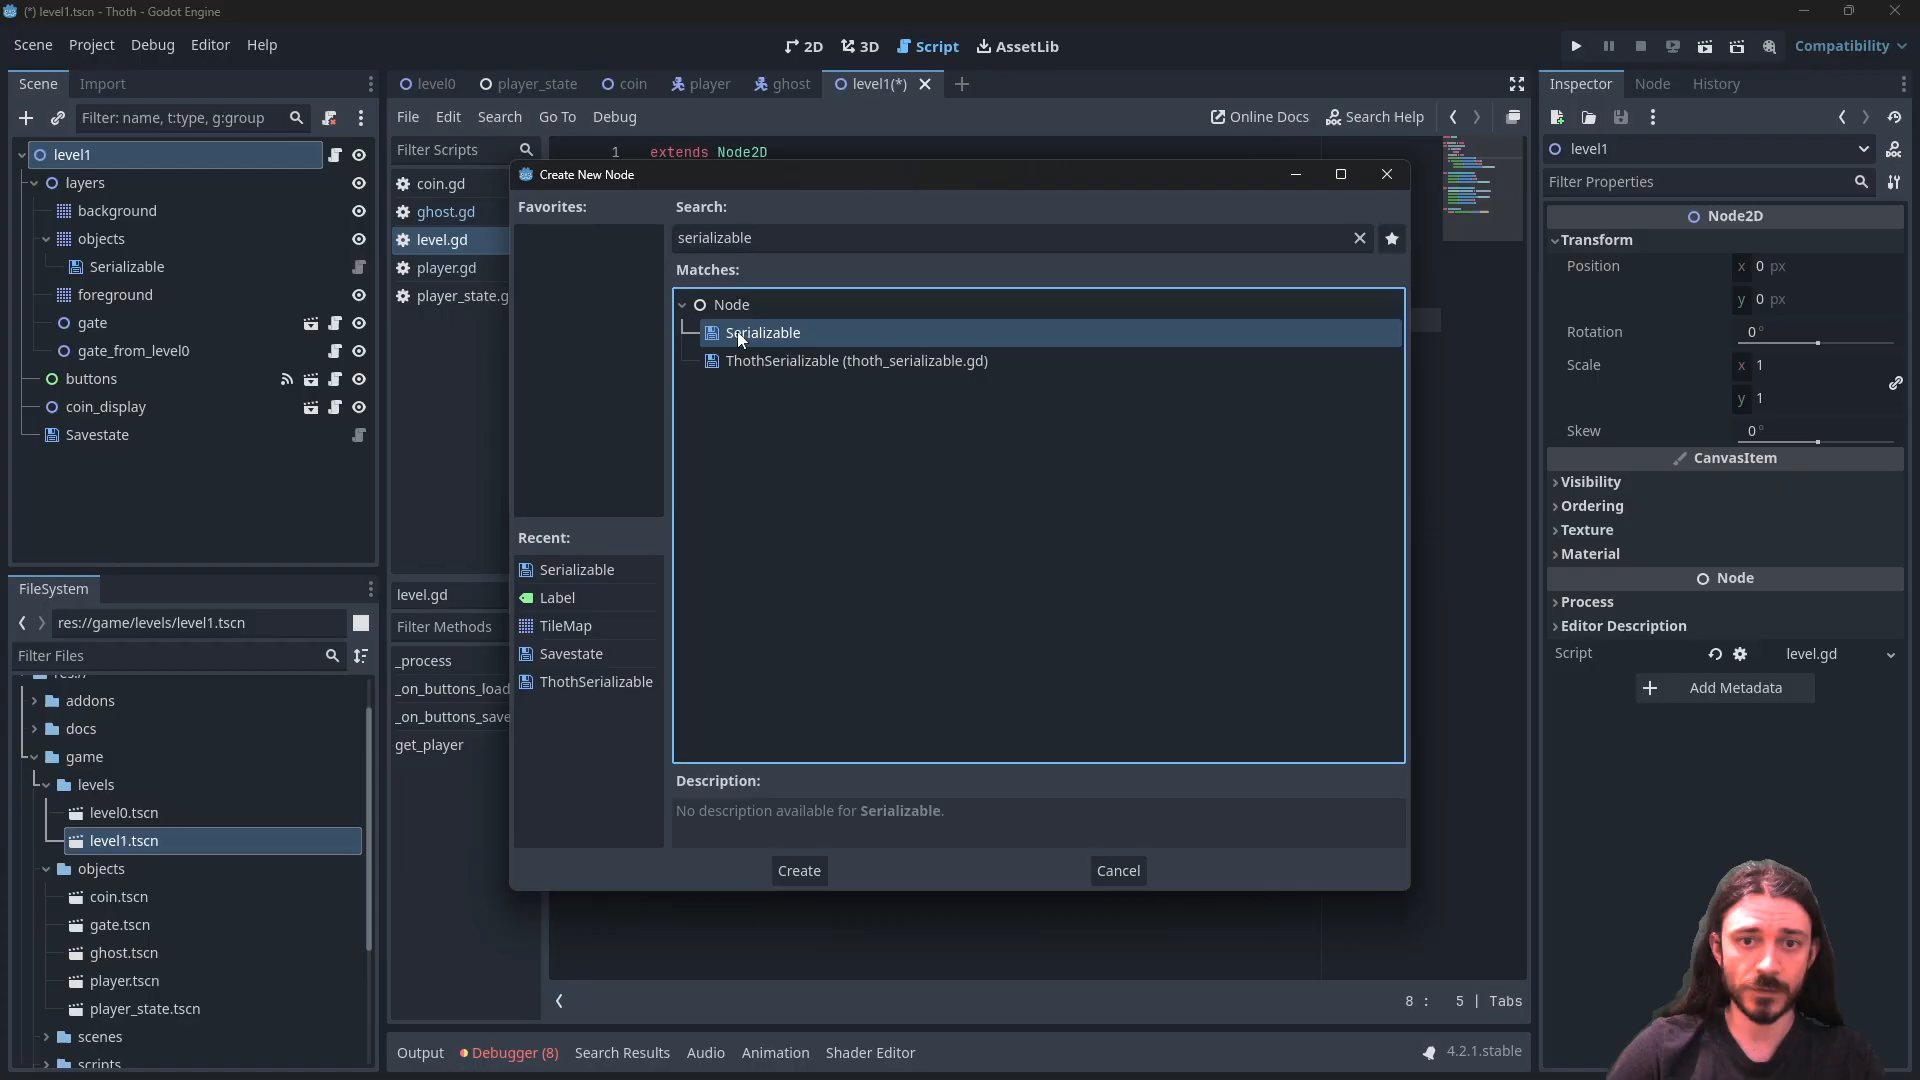 (*) level1.tscn - Thoth - Godot Engine
Scene Project Debug Editor Help
2D 3D Script AssetLib
Compatibility
Scene Import
Filter: name, t:type, g:group
level1
layers
background
objects
Serializable
foreground
gate
gate_from_level0
buttons
coin_display
Savestate
FileSystem
res://game/levels/level1.tscn
Filter Files
res://
addons
docs
game
levels
level0.tscn
level1.tscn
objects
coin.tscn
gate.tscn
ghost.tscn
player.tscn
player_state.tscn
scenes
scripts
level0 player_state coin player ghost level1(*)
File Edit Search Go To Debug
Online Docs Search Help
Filter Scripts
coin.gd
ghost.gd
level.gd
player.gd
player_state.g
level.gd
Filter Methods
_process
_on_buttons_load
_on_buttons_save
get_player
1 extends Node2D
Create New Node
Favorites:
Recent:
Serializable
Label
TileMap
Savestate
ThothSerializable
Search:
serializable
Matches:
Node
Serializable
ThothSerializable (thoth_serializable.gd)
Description:
No description available for Serializable.
Create Cancel
8 : 5 | Tabs
Output Debugger (8) Search Results Audio Animation Shader Editor
4.2.1.stable
Inspector Node History
level1
Filter Properties
Node2D
Transform
Position x 0 px
y 0 px
Rotation 0 °
Scale x 1
y 1
Skew 0 °
CanvasItem
Visibility
Ordering
Texture
Material
Node
Process
Editor Description
Script level.gd
Add Metadata